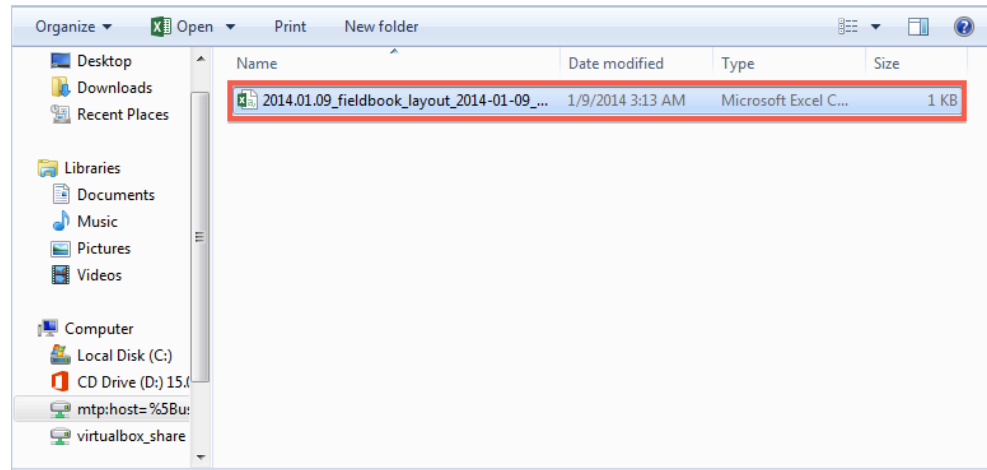 Organize Open Print New folder
Desktop
Downloads
Recent Places
Libraries
Documents
Music
Pictures
Videos
Computer
Local Disk (C:)
CD Drive (D:) 15.(
mtp:host=%5Bu:
virtualbox_share
Name Date modified Type Size
2014.01.09_fieldbook_layout_2014-01-09_... 1/9/2014 3:13 AM Microsoft Excel C... 1 KB